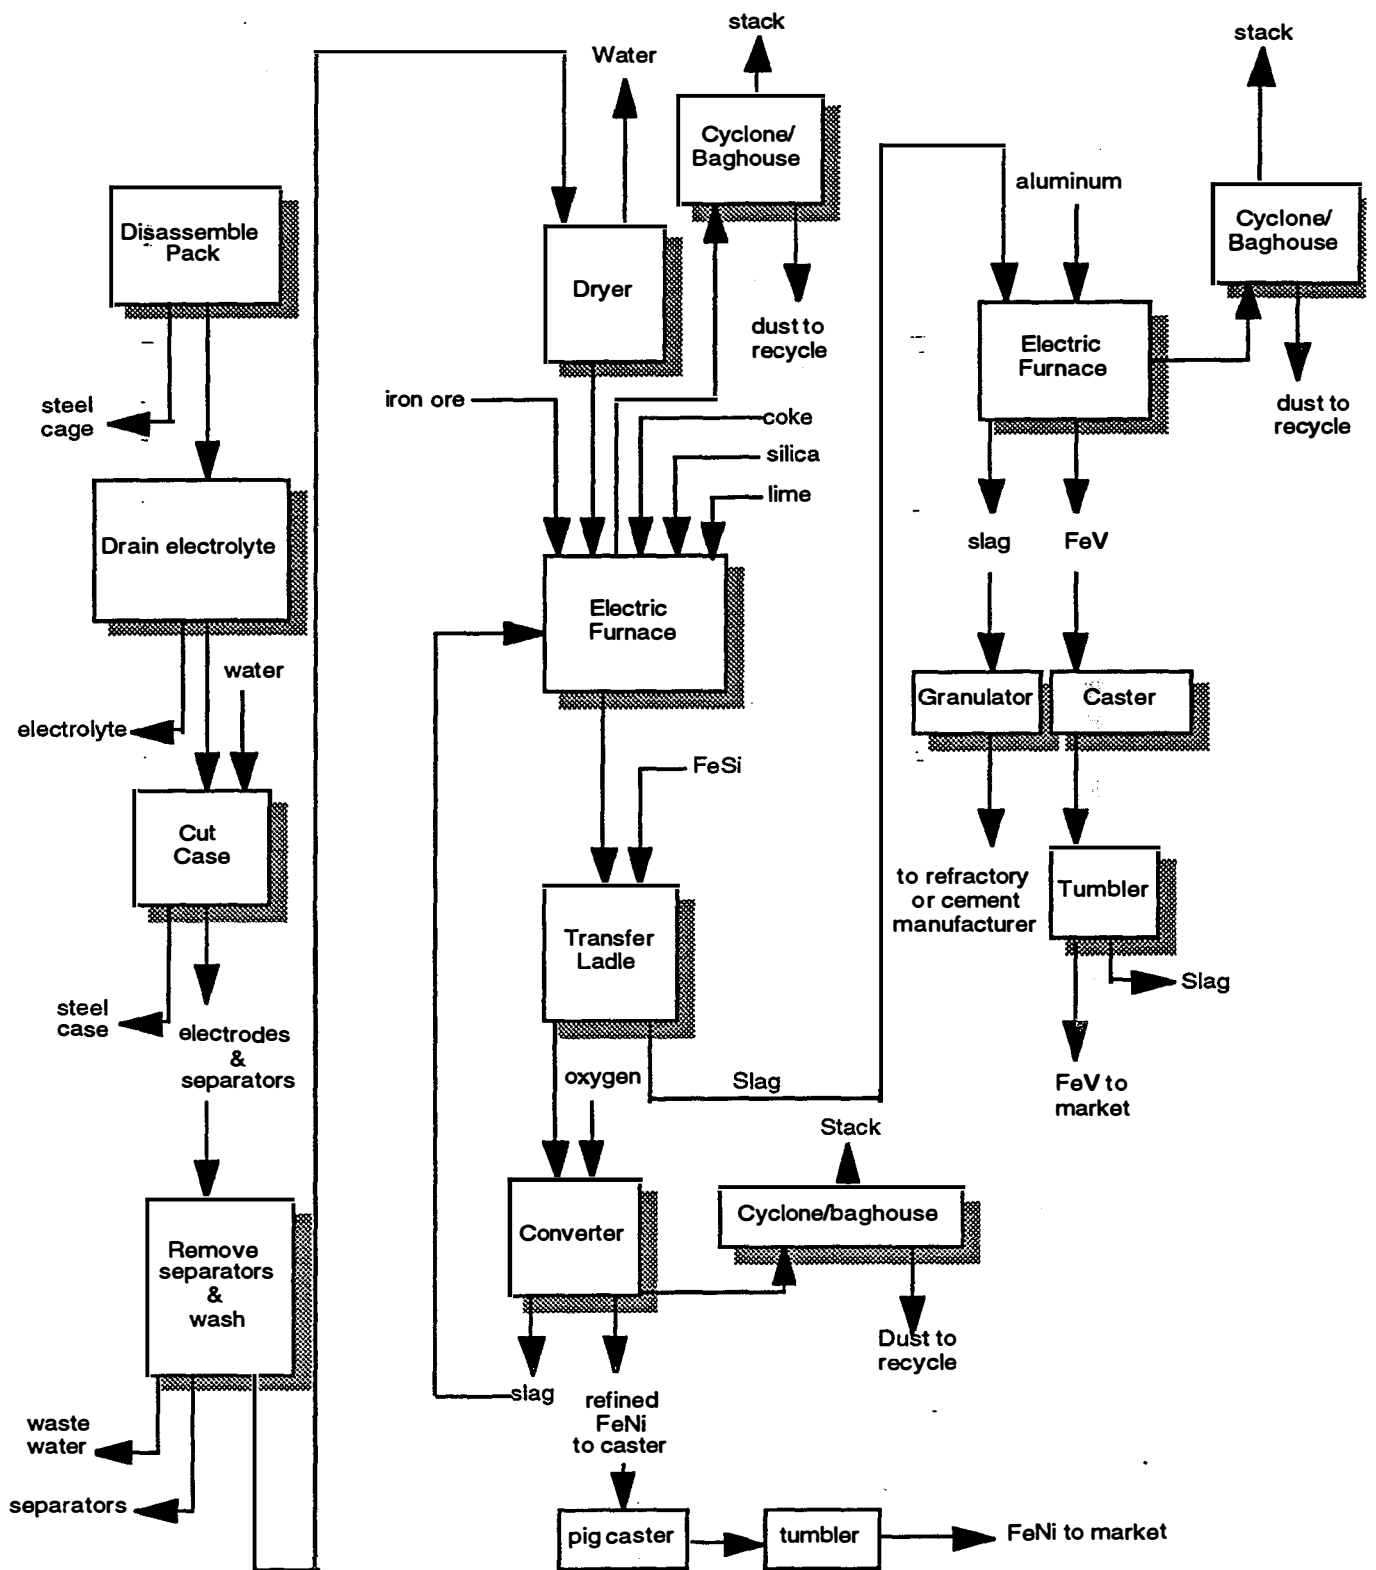 Disassemble
Pack
steel
cage
Drain electrolyte
water
electrolyte
Cut
Case
steel
case
electrodes
&
separators
Remove
separators
&
wash
waste
water
separators
Water
Dryer
stack
Cyclone/
Baghouse
dust to
recycle
iron ore
coke
silica
lime
Electric
Furnace
FeSi
Transfer
Ladle
oxygen
Slag
Converter
Stack
Cyclone/baghouse
Dust to
recycle
slag
refined
FeNi
to caster
pig caster
tumbler
FeNi to market
aluminum
Electric
Furnace
stack
Cyclone/
Baghouse
dust to
recycle
slag
FeV
Granulator
Caster
to refractory
or cement
manufacturer
Tumbler
Slag
FeV to
market